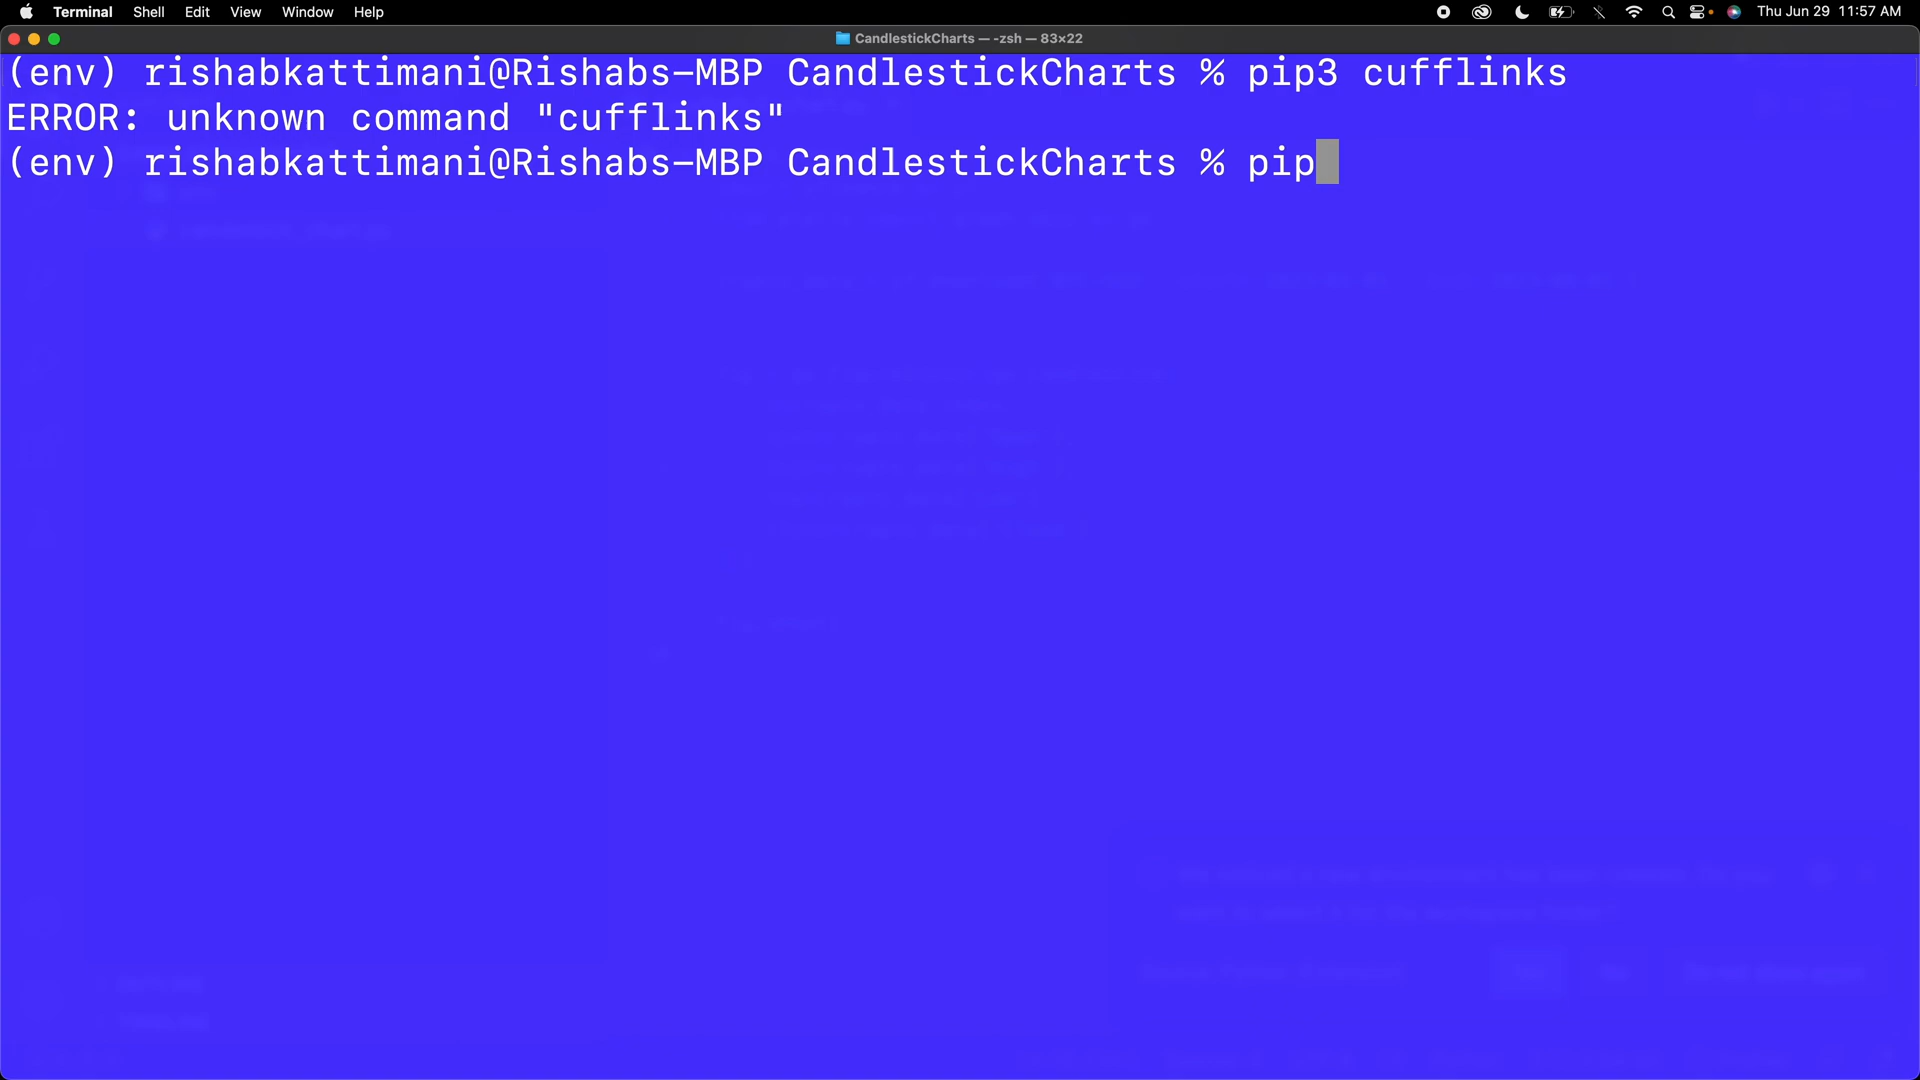 Terminal Shell Edit View Window Help Thu Jun 29 11:57 AM
CandlestickCharts — -zsh — 83×22
(env) rishabkattimani@Rishabs-MBP CandlestickCharts % pip3 cufflinks
ERROR: unknown command "cufflinks"
(env) rishabkattimani@Rishabs-MBP CandlestickCharts % pip